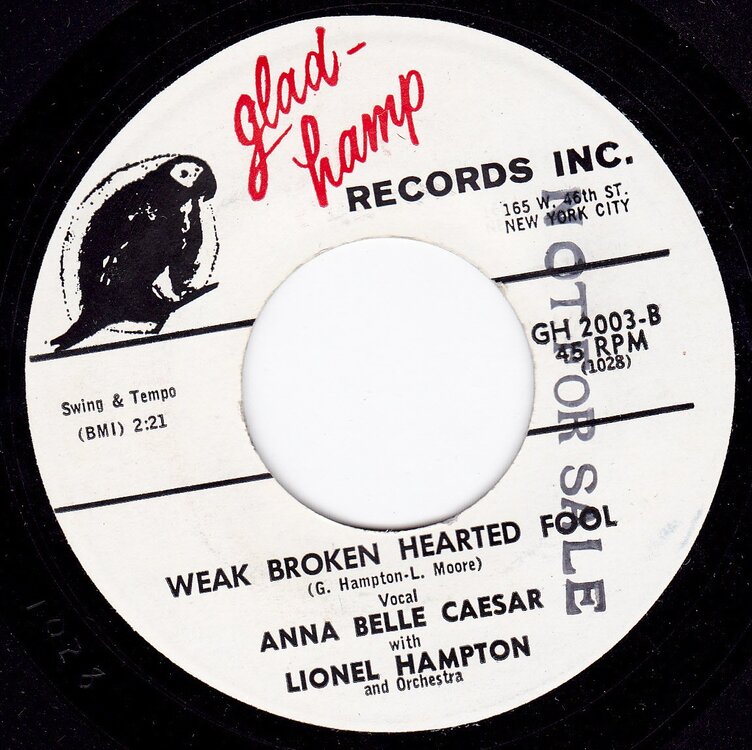 glad-
hamp
RECORDS INC.
165 W. 46th ST.
NEW YORK CITY
NOT FOR SALE
GH 2003-B
45 RPM
(1028)
Swing & Tempo
(BMI) 2:21
WEAK BROKEN HEARTED FOOL
(G. Hampton-L. Moore)
Vocal
ANNA BELLE CAESAR
with
LIONEL HAMPTON
and Orchestra
1028